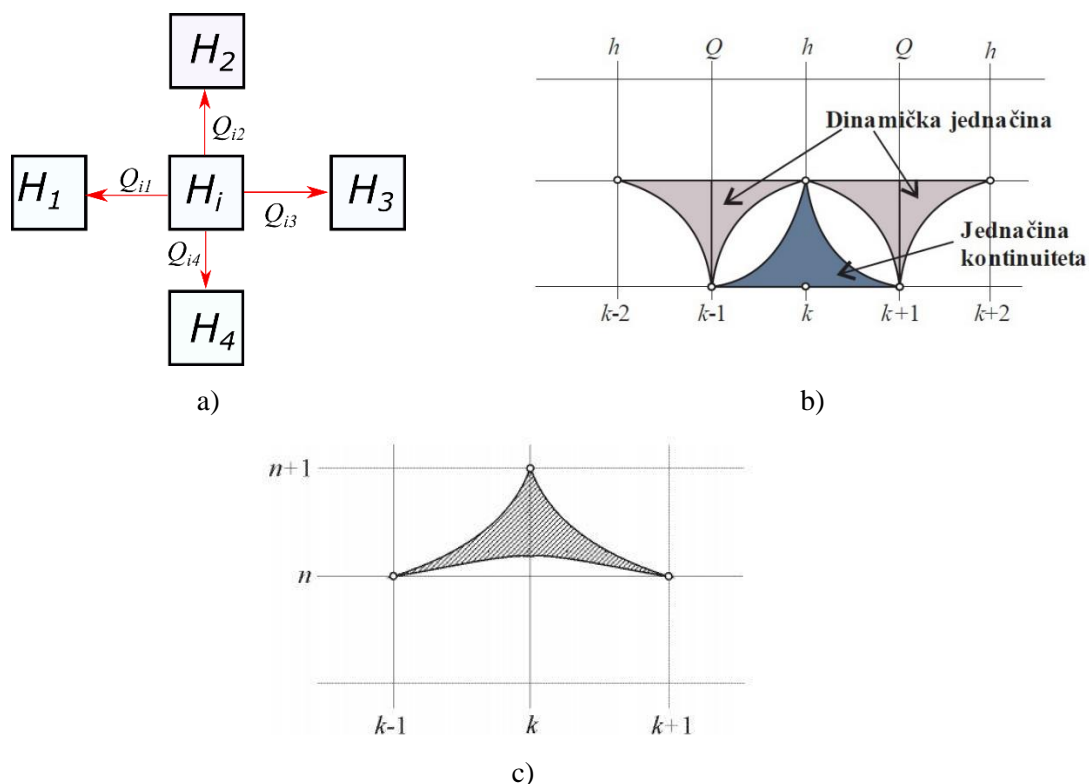 H2
Qi2
H1
Qi1
Hi
Qi3
H3
Qi4
H4
a)
h Q h Q h
Dinamička jednačina
Jednačina
kontinuiteta
k-2 k-1 k k+1 k+2
b)
n+1
n
k-1 k k+1
c)